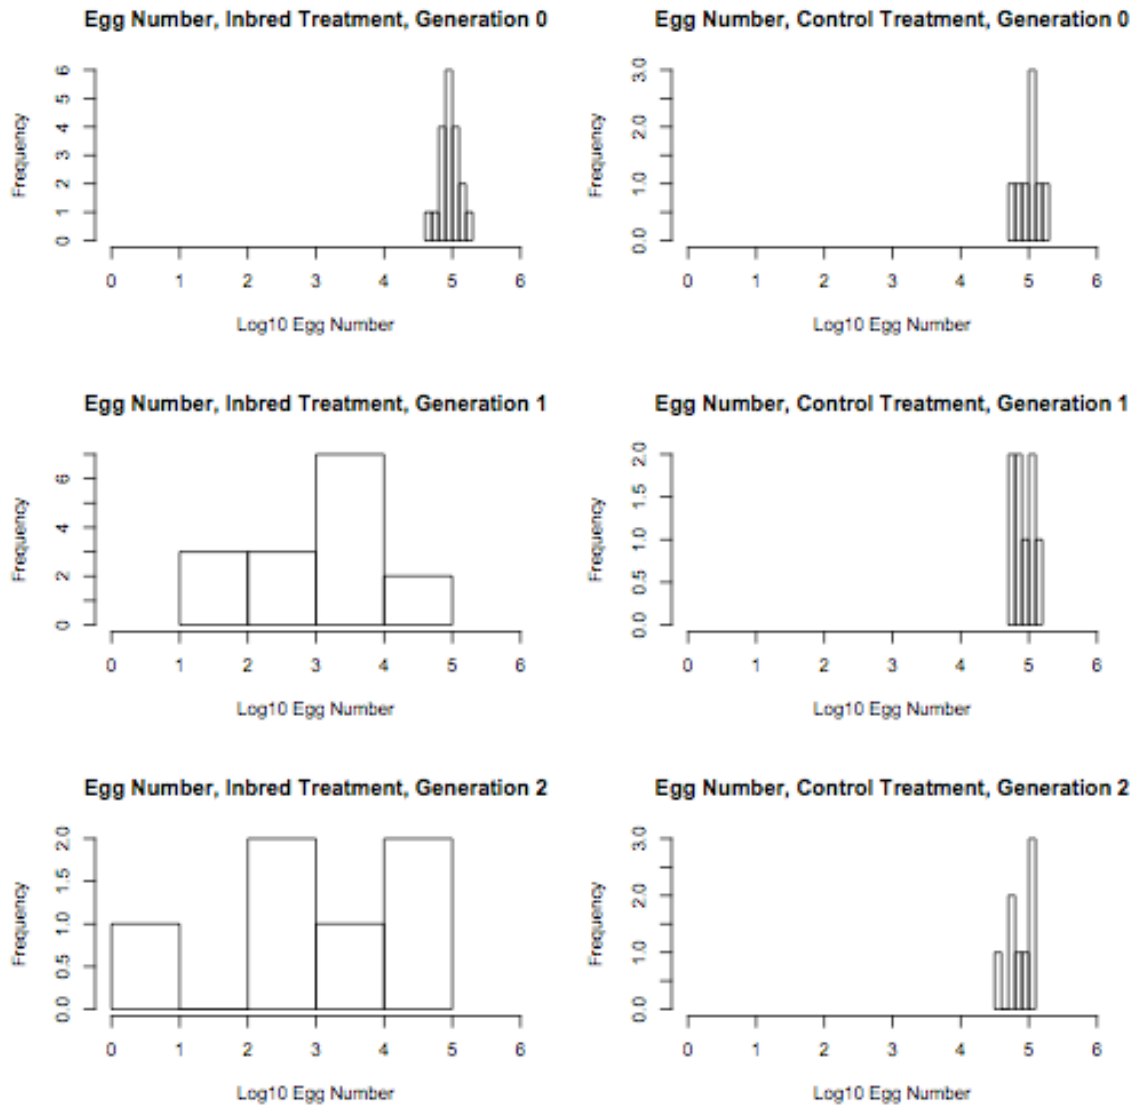 Egg Number, Inbred Treatment, Generation 0
Frequency
6
5
4
3
2
1
0
0 1 2 3 4 5 6
Log10 Egg Number
Egg Number, Control Treatment, Generation 0
Frequency
3.0
2.0
1.0
0.0
0 1 2 3 4 5 6
Log10 Egg Number
Egg Number, Inbred Treatment, Generation 1
Frequency
6
4
2
0
0 1 2 3 4 5 6
Log10 Egg Number
Egg Number, Control Treatment, Generation 1
Frequency
2.0
1.5
1.0
0.5
0.0
0 1 2 3 4 5 6
Log10 Egg Number
Egg Number, Inbred Treatment, Generation 2
Frequency
2.0
1.5
1.0
0.5
0.0
0 1 2 3 4 5 6
Log10 Egg Number
Egg Number, Control Treatment, Generation 2
Frequency
3.0
2.0
1.0
0.0
0 1 2 3 4 5 6
Log10 Egg Number